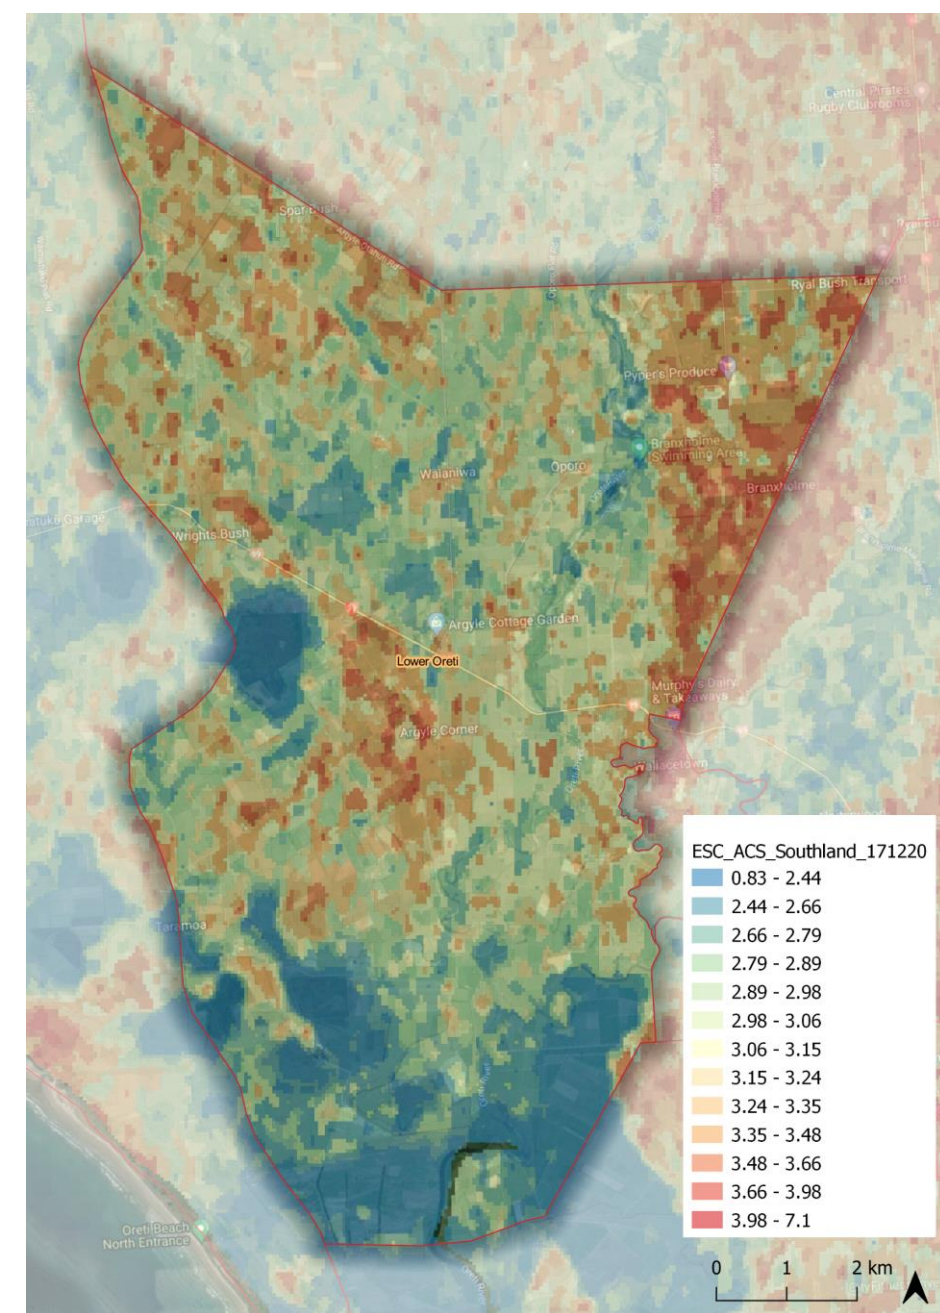 Central Pirates
Rugby Clubrooms
Spar Bush
Ryal Bush Transport
Pyper's Produce
Branxholme
Swimming Area
Waianiwa
Oporo
Branxholme
Wrights Bush
Argyle Cottage Garden
Lower Oreti
Murphy's Dairy
& Takeaways
Argyle Corner
Wallacetown
Taramoa
Oreti Beach
North Entrance
ESC_ACS_Southland_171220
0.83 - 2.44
2.44 - 2.66
2.66 - 2.79
2.79 - 2.89
2.89 - 2.98
2.98 - 3.06
3.06 - 3.15
3.15 - 3.24
3.24 - 3.35
3.35 - 3.48
3.48 - 3.66
3.66 - 3.98
3.98 - 7.1
0 1 2 km